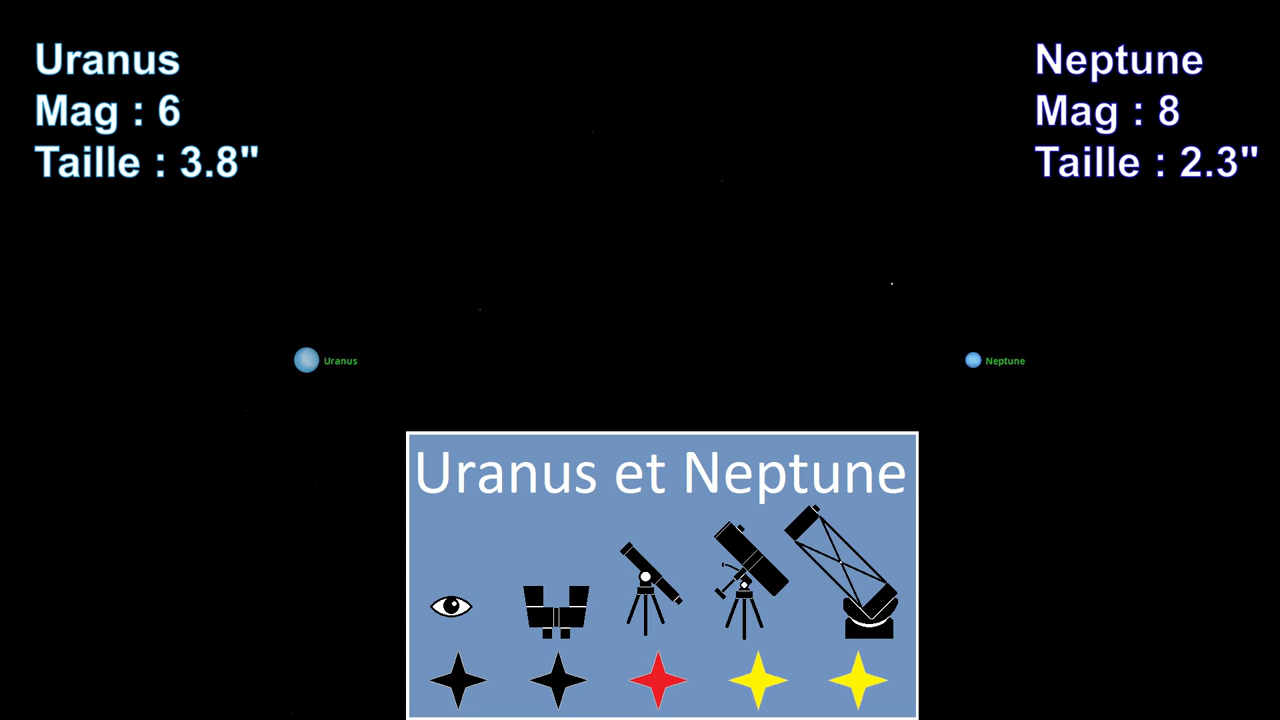 Uranus
Mag : 6
Taille : 3.8"
Neptune
Mag : 8
Taille : 2.3"
Uranus
Neptune
Uranus et Neptune